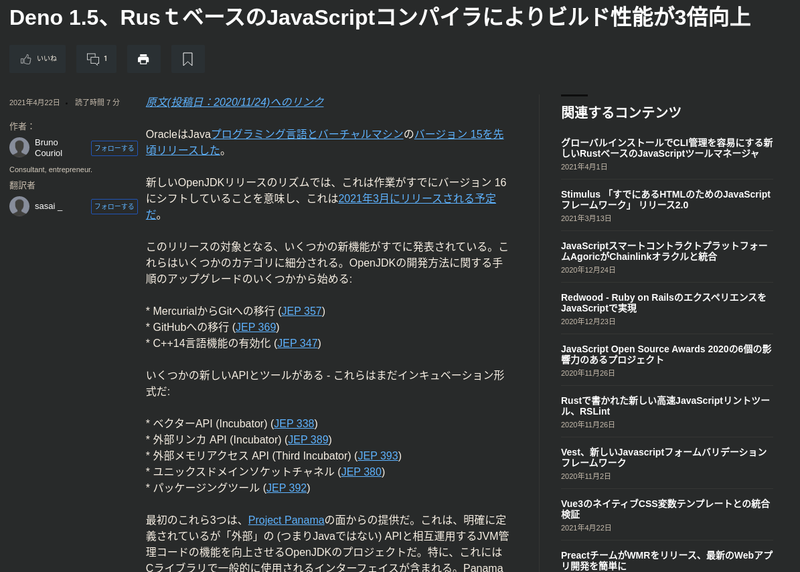 Deno 1.5、RusｔベースのJavaScriptコンパイラによりビルド性能が3倍向上
いいね
1
2021年4月22日 読了時間 7 分
作者：
Bruno
Couriol
フォローする
Consultant, entrepreneur.
翻訳者
sasai _
フォローする
原文(投稿日：2020/11/24)へのリンク
OracleはJavaプログラミング言語とバーチャルマシンのバージョン 15を先
頃リリースした。
新しいOpenJDKリリースのリズムでは、これは作業がすでにバージョン 16
にシフトしていることを意味し、これは2021年3月にリリースされる予定
だ。
このリリースの対象となる、いくつかの新機能がすでに発表されている。こ
れらはいくつかのカテゴリに細分される。OpenJDKの開発方法に関する手
順のアップグレードのいくつかから始める:
* MercurialからGitへの移行 (JEP 357)
* GitHubへの移行 (JEP 369)
* C++14言語機能の有効化 (JEP 347)
いくつかの新しいAPIとツールがある - これらはまだインキュベーション形
式だ:
* ベクターAPI (Incubator) (JEP 338)
* 外部リンカ API (Incubator) (JEP 389)
* 外部メモリアクセス API (Third Incubator) (JEP 393)
* ユニックスドメインソケットチャネル (JEP 380)
* パッケージングツール (JEP 392)
最初のこれら3つは、Project Panamaの面からの提供だ。これは、明確に定
義されているが「外部」の (つまりJavaではない) APIと相互運用するJVM管
理コードの機能を向上させるOpenJDKのプロジェクトだ。特に、これには
Cライブラリで一般的に使用されるインターフェイスが含まれる。Panama
関連するコンテンツ
グローバルインストールでCLI管理を容易にする新
しいRustベースのJavaScriptツールマネージャ
2021年4月1日
Stimulus 「すでにあるHTMLのためのJavaScript
フレームワーク」 リリース2.0
2021年3月13日
JavaScriptスマートコントラクトプラットフォー
ムAgoricがChainlinkオラクルと統合
2020年12月24日
Redwood - Ruby on Railsのエクスペリエンスを
JavaScriptで実現
2020年12月23日
JavaScript Open Source Awards 2020の6個の影
響力のあるプロジェクト
2020年11月26日
Rustで書かれた新しい高速JavaScriptリントツー
ル、RSLint
2020年11月26日
Vest、新しいJavascriptフォームバリデーション
フレームワーク
2020年11月2日
Vue3のネイティブCSS変数テンプレートとの統合
検証
2021年4月22日
PreactチームがWMRをリリース、最新のWebアプ
リ開発を簡単に